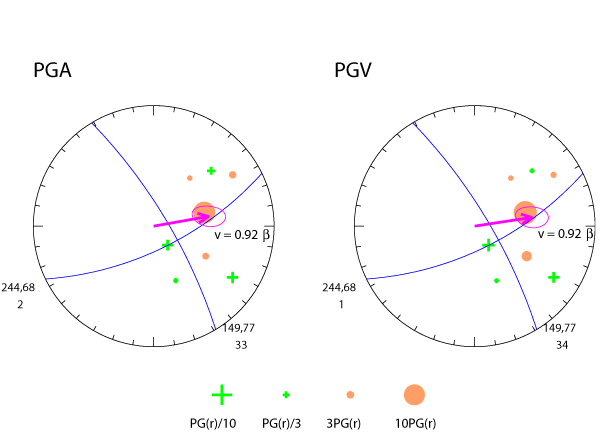 PGA
PGV
v = 0.92 β
v = 0.92 β
244,68
2
149,77
33
244,68
1
149,77
34
PG(r)/10 PG(r)/3 3PG(r) 10PG(r)